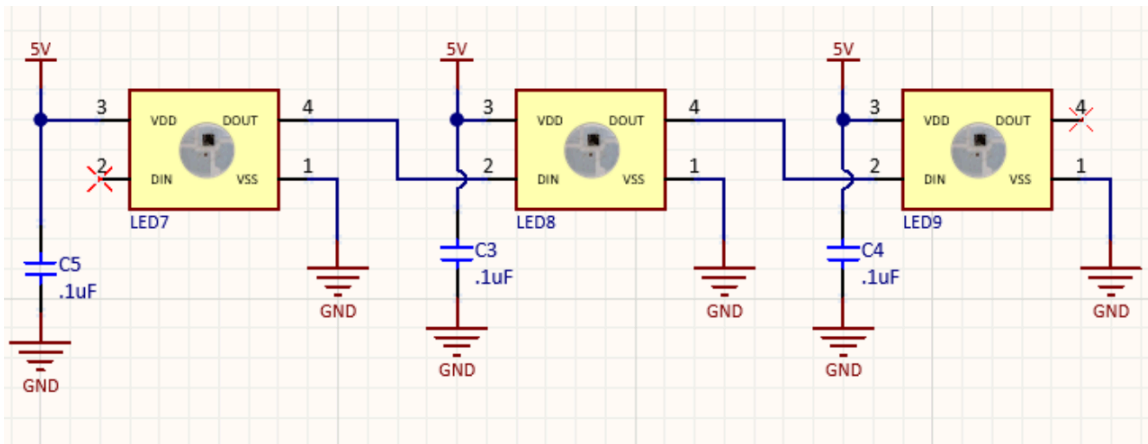 5V
5V
5V
3 VDD DOUT 4
2 DIN VSS 1
LED7
3 VDD DOUT 4
2 DIN VSS 1
LED8
3 VDD DOUT 4
2 DIN VSS 1
LED9
C5
.1uF
GND
GND
C3
.1uF
GND
GND
C4
.1uF
GND
GND